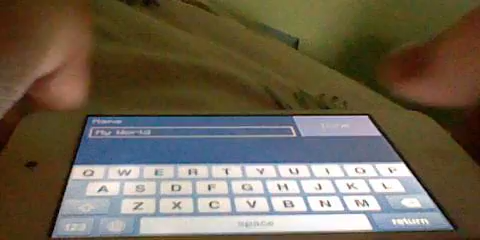 Name
My World
Done
Q W E R T Y U I O P
A S D F G H J K L
Z X C V B N M
123 space return